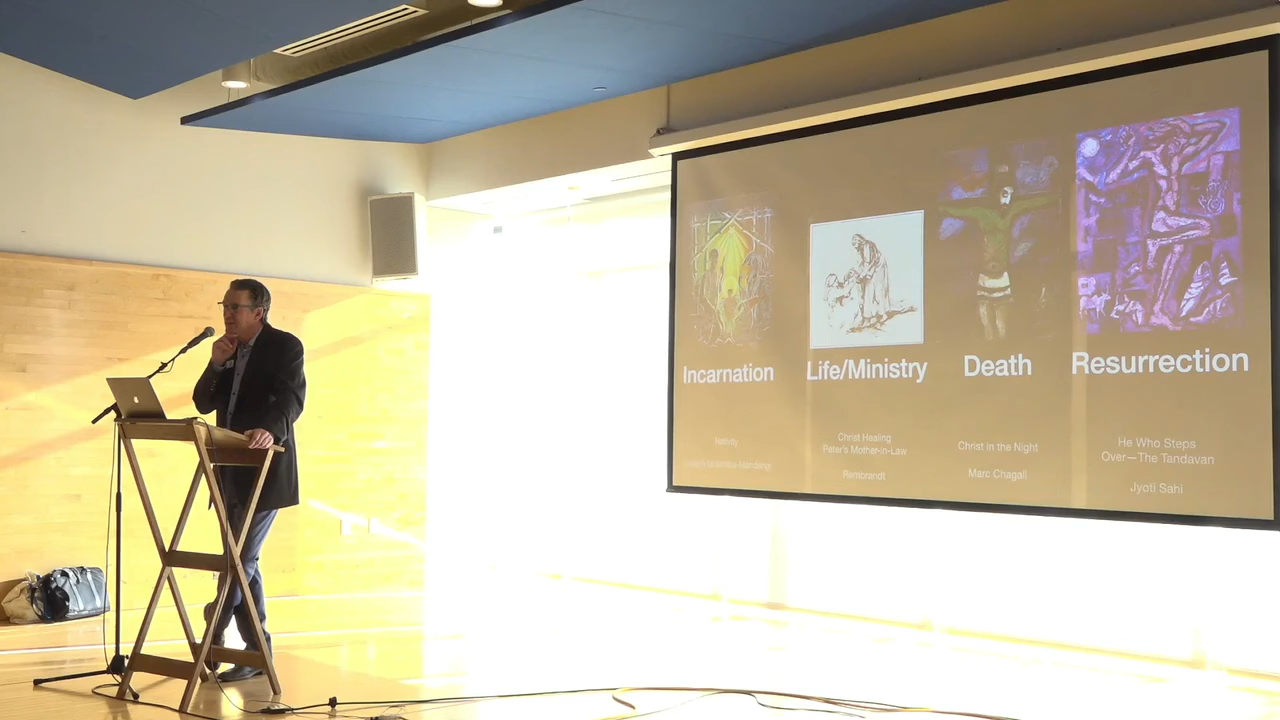 Incarnation
Nativity
Life/Ministry
Christ Healing
Peter's Mother-in-Law
Rembrandt
Death
Christ in the Night
Marc Chagall
Resurrection
He Who Steps
Over—The Tandavan
Jyoti Sahi